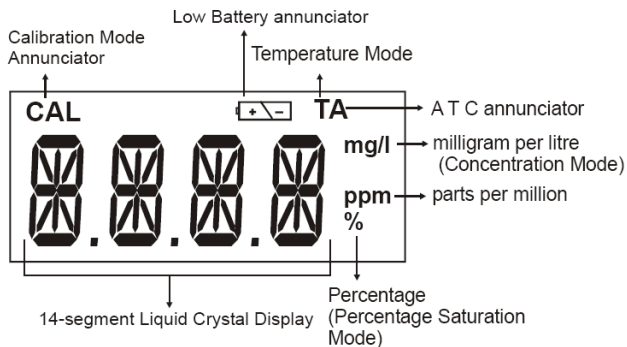 Low Battery annunciator
Calibration Mode
Annunciator
Temperature Mode
CAL
+ -
TA
A T C annunciator
mg/l
milligram per litre
(Concentration Mode)
ppm
parts per million
%
14-segment Liquid Crystal Display
Percentage
(Percentage Saturation
Mode)